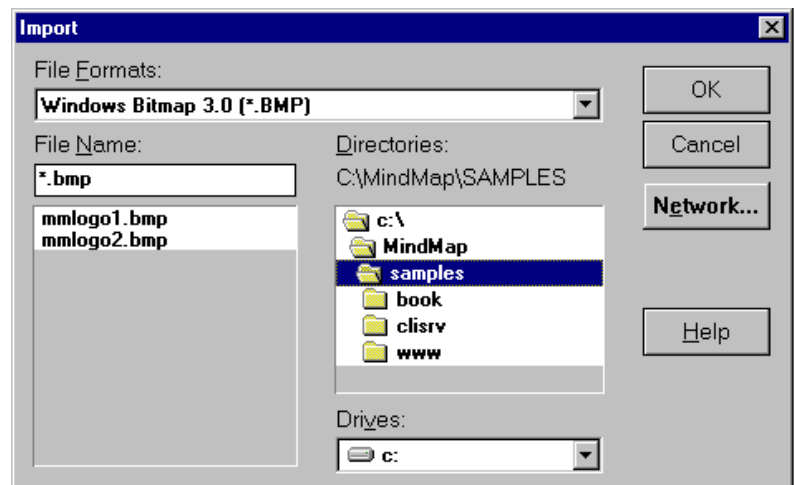 Import
File Formats:
Windows Bitmap 3.0 (*.BMP)
OK
File Name:
Directories:
Cancel
*.bmp
C:\MindMap\SAMPLES
Network...
mmlogo1.bmp
mmlogo2.bmp
c:\
MindMap
samples
book
clisrv
www
Help
Drives:
c: